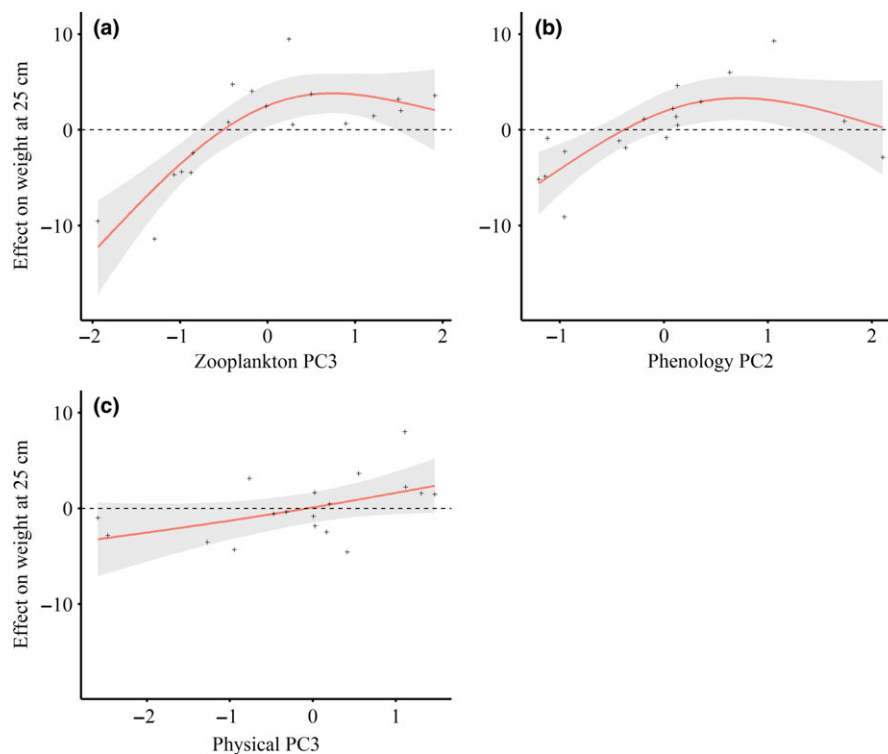 (a)
10
0
−10
Effect on weight at 25 cm
−2 −1 0 1 2
Zooplankton PC3
(b)
10
0
−10
−1 0 1 2
Phenology PC2
(c)
10
0
−10
Effect on weight at 25 cm
−2 −1 0 1
Physical PC3